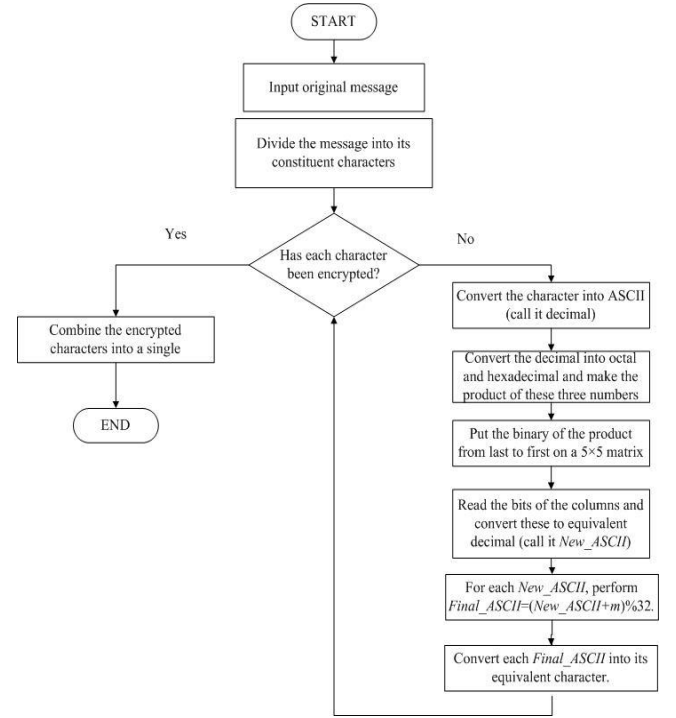 START
Input original message
Divide the message into its
constituent characters
Yes
No
Has each character
been encrypted?
Convert the character into ASCII
(call it decimal)
Combine the encrypted
characters into a single
Convert the decimal into octal
and hexadecimal and make the
product of these three numbers
END
Put the binary of the product
from last to first on a 5×5 matrix
Read the bits of the columns and
convert these to equivalent
decimal (call it New_ASCII)
For each New_ASCII, perform
Final_ASCII=(New_ASCII+m)%32.
Convert each Final_ASCII into its
equivalent character.